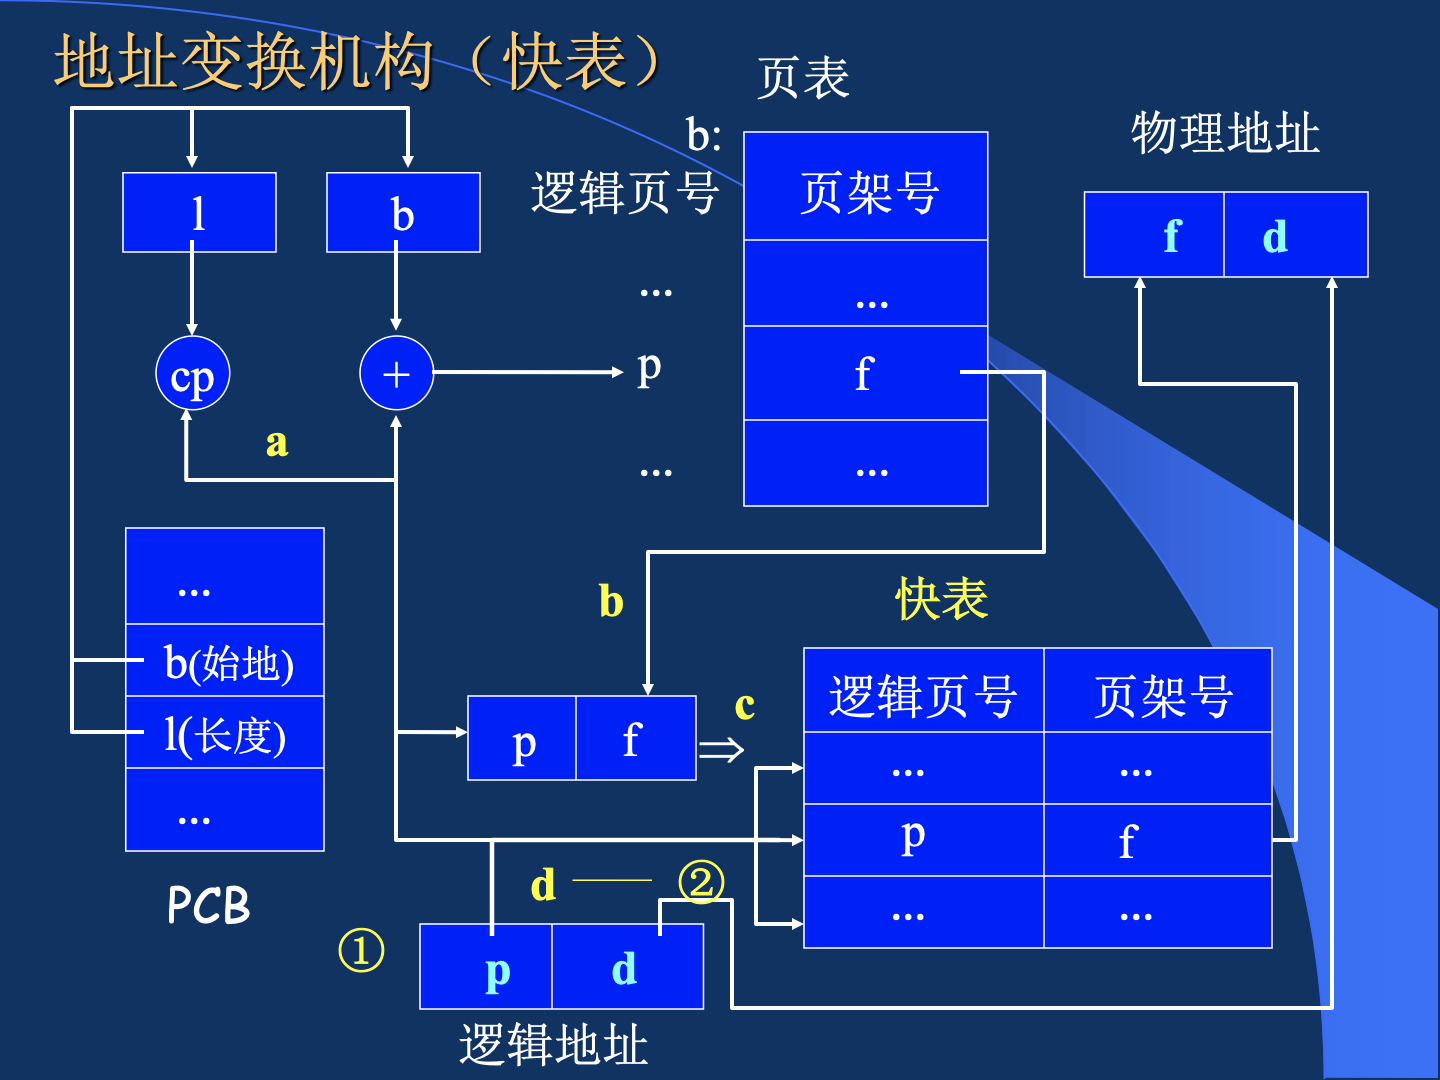 地址变换机构（快表）
页表
b:
物理地址
逻辑页号
页架号
l
b
f d
...
...
cp
+
p
f
a
...
...
...
b
快表
b(始地)
l(长度)
...
p f
⇒
c
逻辑页号 页架号
... ...
p f
... ...
PCB
d —— ②
①
p d
逻辑地址